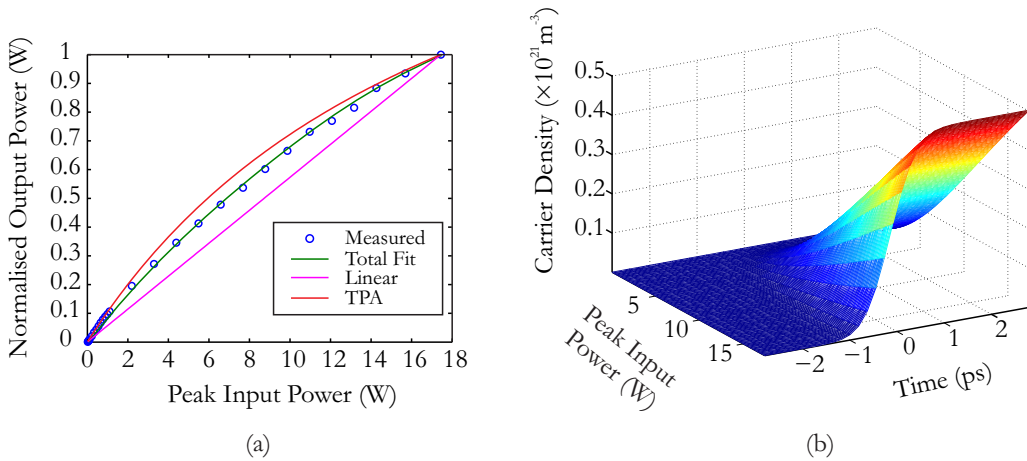 (a)
Normalised Output Power (W)
1
0.9
0.8
0.7
0.6
0.5
0.4
0.3
0.2
0.1
0
0 2 4 6 8 10 12 14 16 18
Peak Input Power (W)
Measured
Total Fit
Linear
TPA
(a)
(b)
Carrier Density (×10²¹m⁻³)
0.5
0.4
0.3
0.2
0.1
5
10
15
Peak Input
Power (W)
−2 −1 0 1 2
Time (ps)
(b)